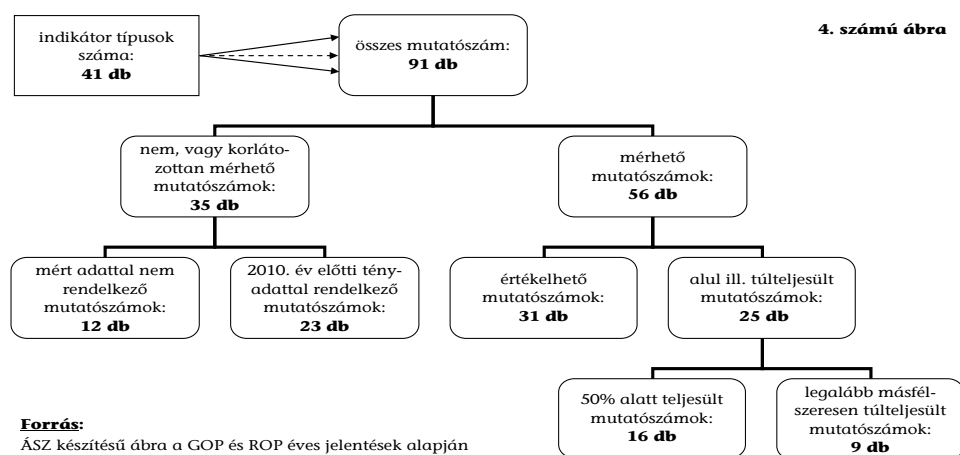 4. számú ábra
indikátor típusok
száma:
41 db
összes mutatószám:
91 db
nem, vagy korláto-
zottan mérhető
mutatószámok:
35 db
mérhető
mutatószámok:
56 db
mért adattal nem
rendelkező
mutatószámok:
12 db
2010. év előtti tény-
adattal rendelkező
mutatószámok:
23 db
értékelhető
mutatószámok:
31 db
alul ill. túlteljesült
mutatószámok:
25 db
50% alatt teljesült
mutatószámok:
16 db
legalább másfél-
szeresen túlteljesült
mutatószámok:
9 db
Forrás:
ÁSZ készítésű ábra a GOP és ROP éves jelentések alapján